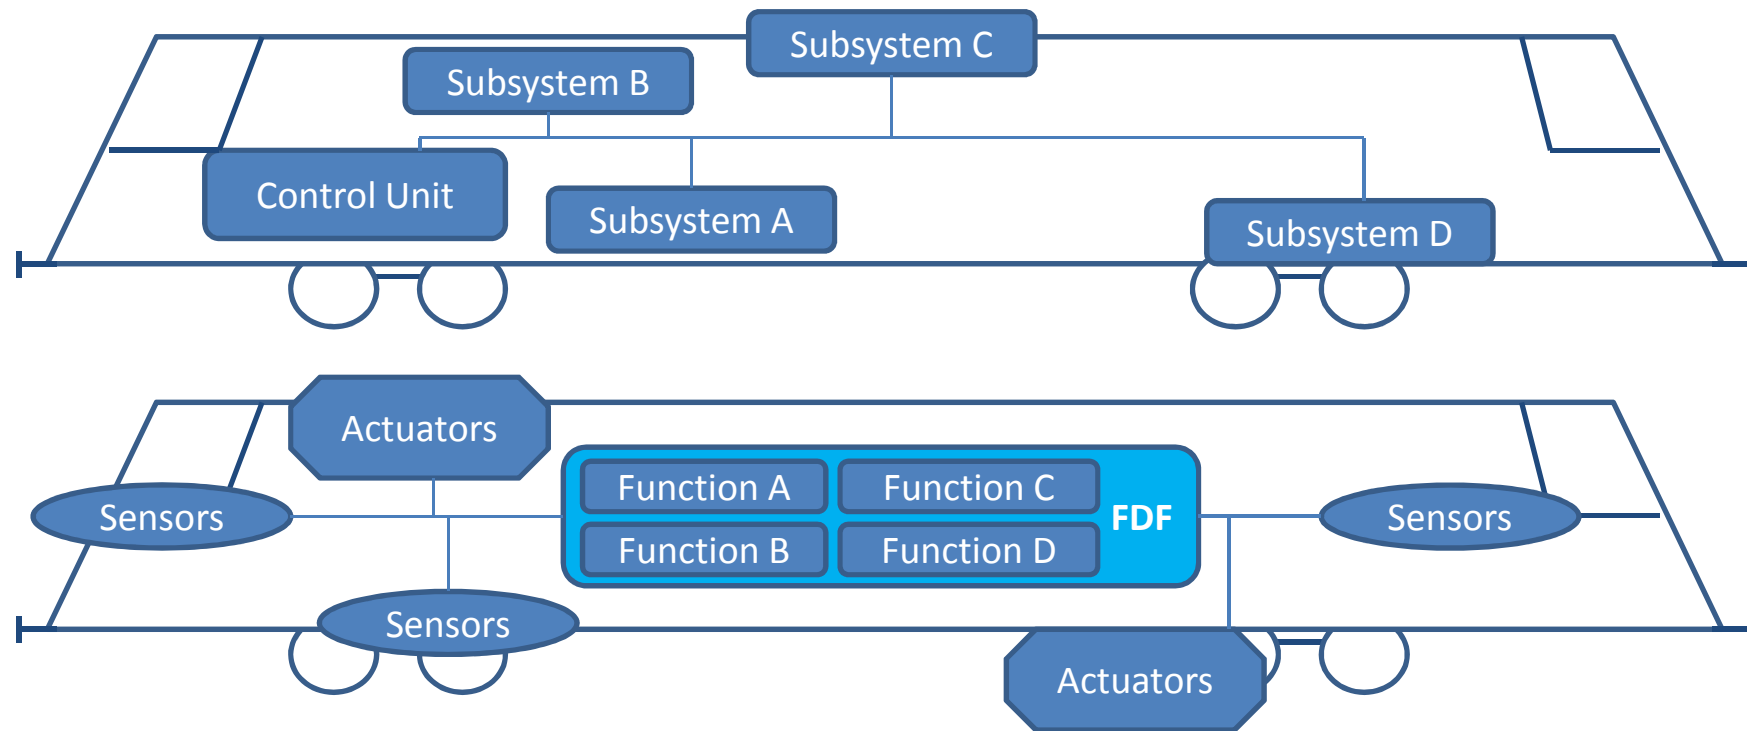 Subsystem C
Subsystem B
Control Unit
Subsystem A
Subsystem D
Actuators
Sensors
Function A
Function C
Function B
Function D
FDF
Sensors
Sensors
Actuators